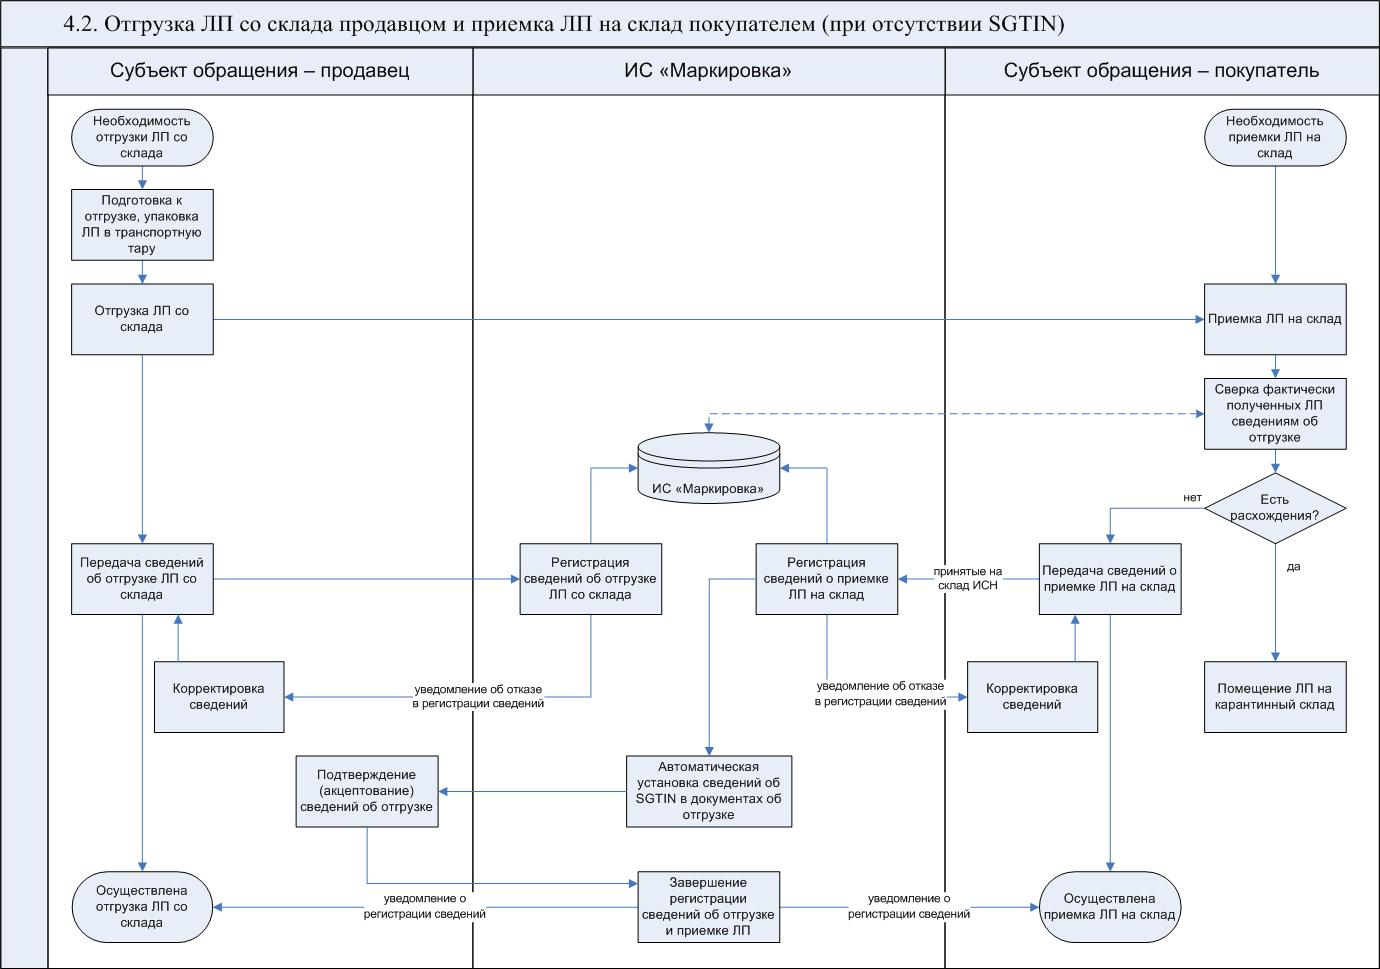 4.2. Отгрузка ЛП со склада продавцом и приемка ЛП на склад покупателем (при отсутствии SGTIN)
Субъект обращения – продавец
ИС «Маркировка»
Субъект обращения – покупатель
Необходимость
отгрузки ЛП со
склада
Необходимость
приемки ЛП на
склад
Подготовка к
отгрузке, упаковка
ЛП в транспортную
тару
Отгрузка ЛП со
склада
Приемка ЛП на склад
Сверка фактически
полученных ЛП
сведениям об
отгрузке
ИС «Маркировка»
нет
Есть
расхождения?
да
Передача сведений
об отгрузке ЛП со
склада
Регистрация
сведений об отгрузке
ЛП со склада
Регистрация
сведений о приемке
ЛП на склад
принятые на
склад ИСН
Передача сведений о
приемке ЛП на склад
Корректировка
сведений
уведомление об отказе
в регистрации сведений
уведомление об отказе
в регистрации сведений
Корректировка
сведений
Помещение ЛП на
карантинный склад
Подтверждение
(акцептование)
сведений об отгрузке
Автоматическая
установка сведений об
SGTIN в документах об
отгрузке
Осуществлена
отгрузка ЛП со
склада
уведомление о
регистрации сведений
Завершение
регистрации
сведений об отгрузке
и приемке ЛП
уведомление о
регистрации сведений
Осуществлена
приемка ЛП на склад